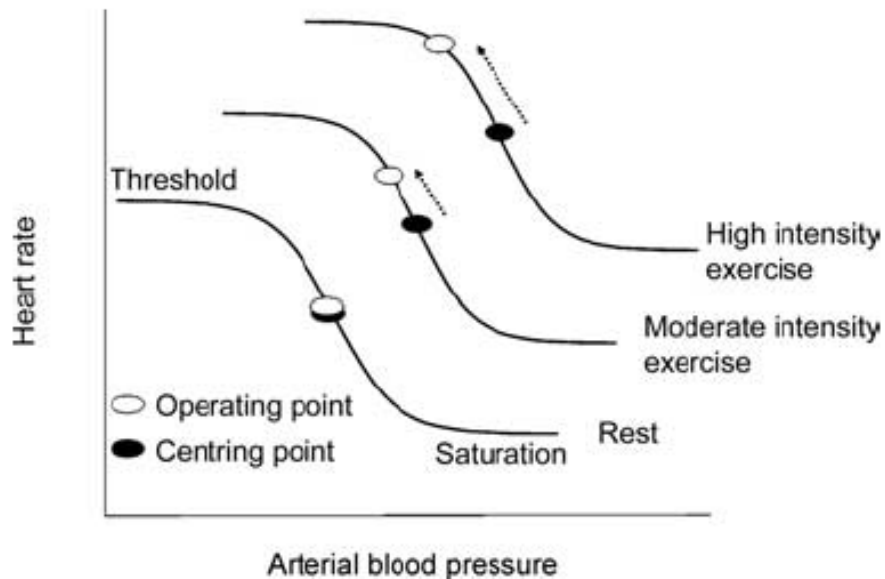 Threshold
Heart rate
High intensity
exercise
Moderate intensity
exercise
Operating point
Centring point
Saturation
Rest
Arterial blood pressure